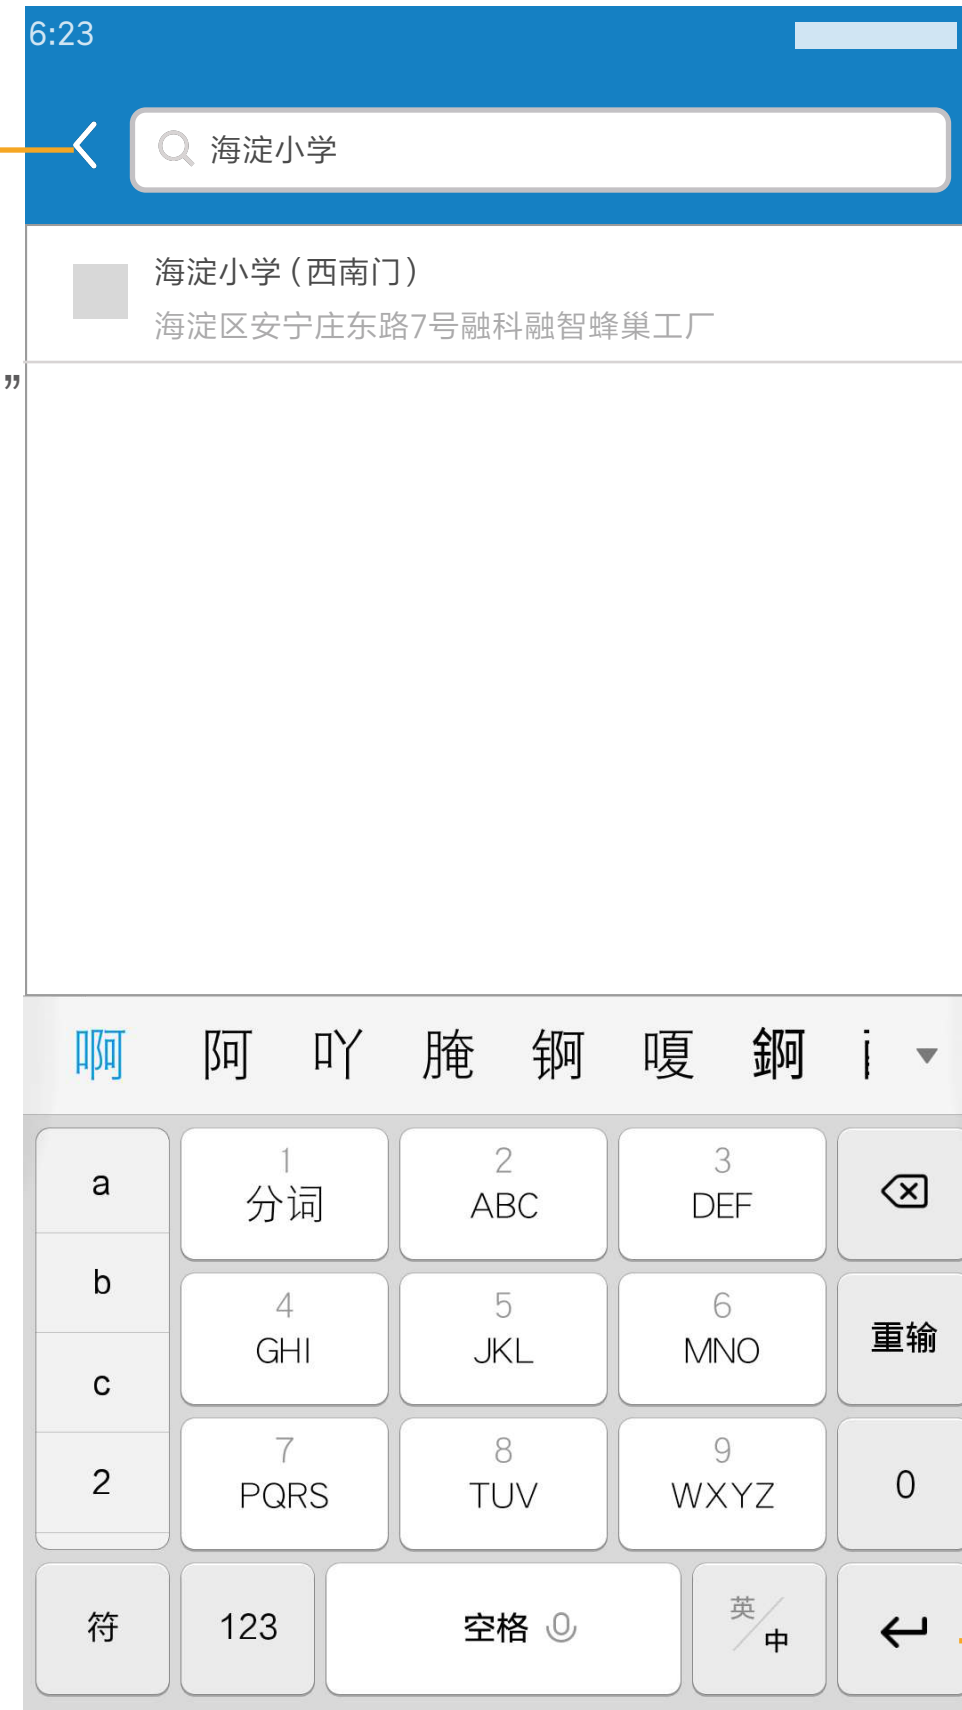 6:23
海淀小学
海淀小学（西南门）
海淀区安宁庄东路7号融科融智蜂巢工厂
”
啊 阿 吖 腌 锕 嗄 錒
a
1
分词
2
ABC
3
DEF
b
4
GHI
5
JKL
6
MNO
重输
c
7
PQRS
8
TUV
9
WXYZ
0
2
符
123
空格
英/中